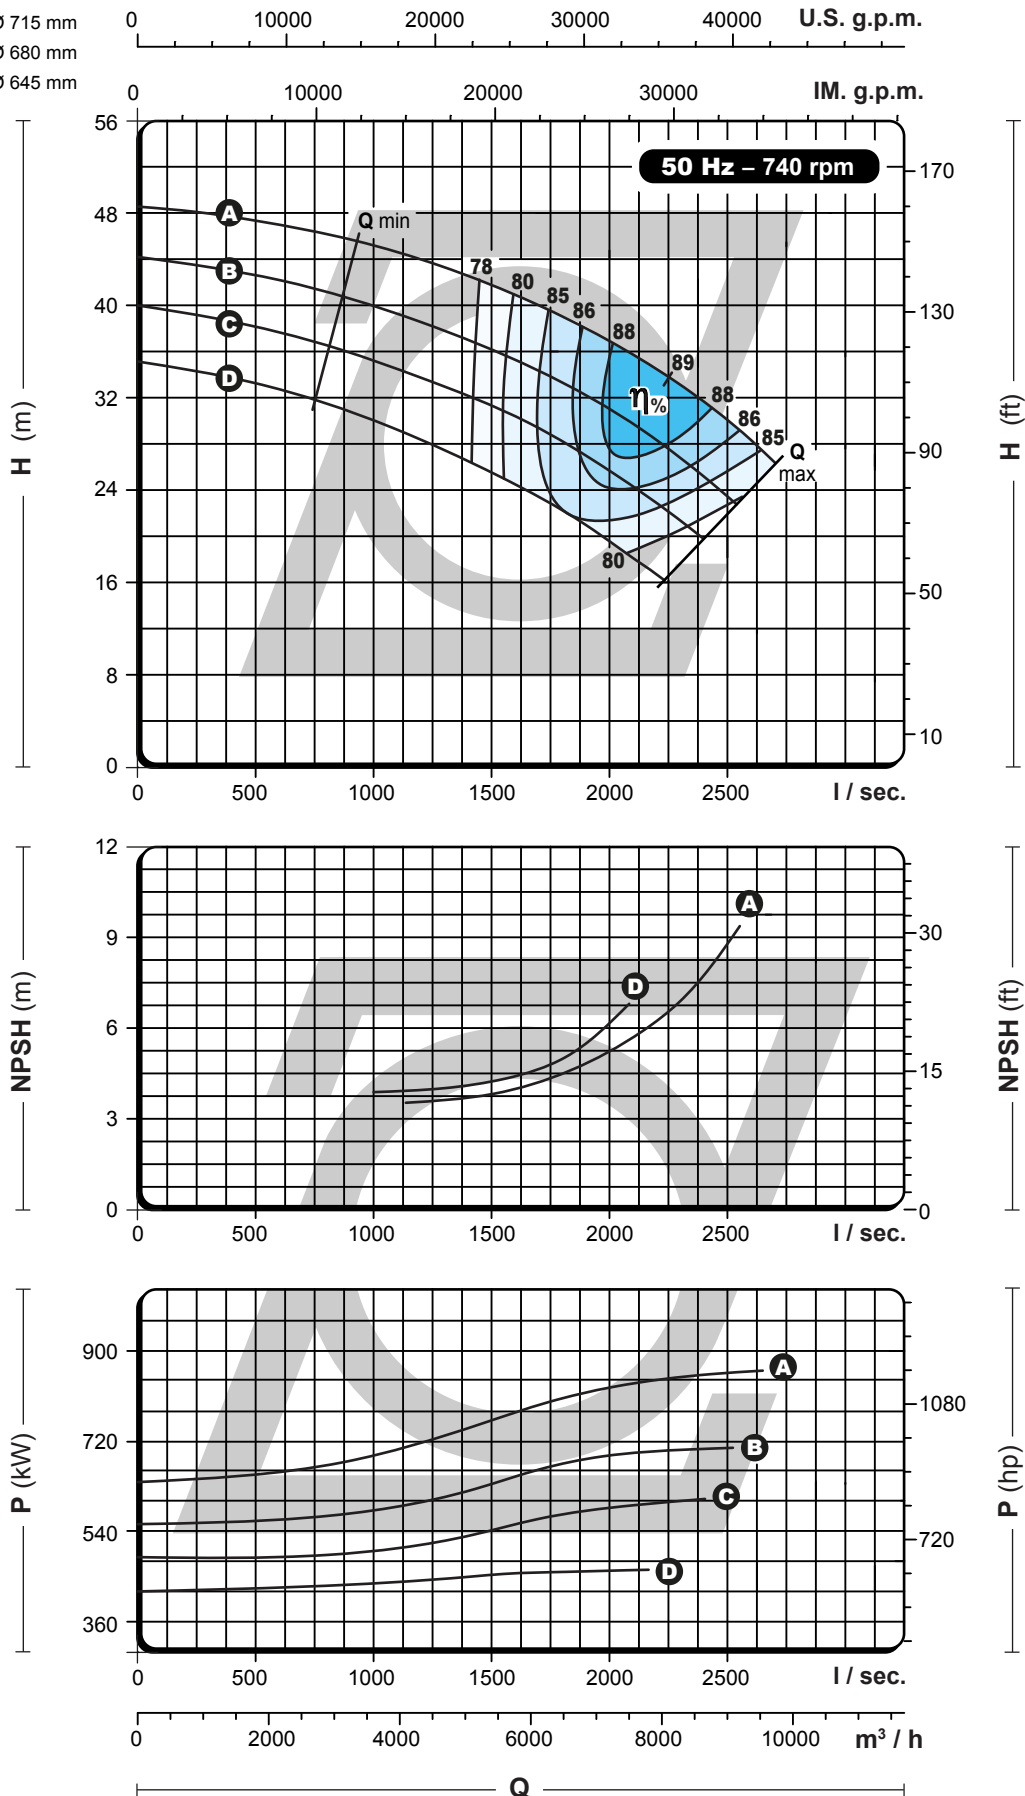 Ø 715 mm
Ø 680 mm
Ø 645 mm
0 10000 20000 30000 40000 U.S. g.p.m.
0 10000 20000 30000 IM. g.p.m.
50 Hz – 740 rpm
H (m)
56
48
40
32
24
16
8
0
H (ft)
170
130
90
50
10
A
B
C
D
Q min
78
80
85
86
88
89
88
86
85
80
η%
Q max
0 500 1000 1500 2000 2500 l / sec.
NPSH (m)
12
9
6
3
0
NPSH (ft)
30
15
0
A
D
0 500 1000 1500 2000 2500 l / sec.
P (kW)
900
720
540
360
P (hp)
1080
720
A
B
C
D
0 500 1000 1500 2000 2500 l / sec.
0 2000 4000 6000 8000 10000 m³ / h
Q